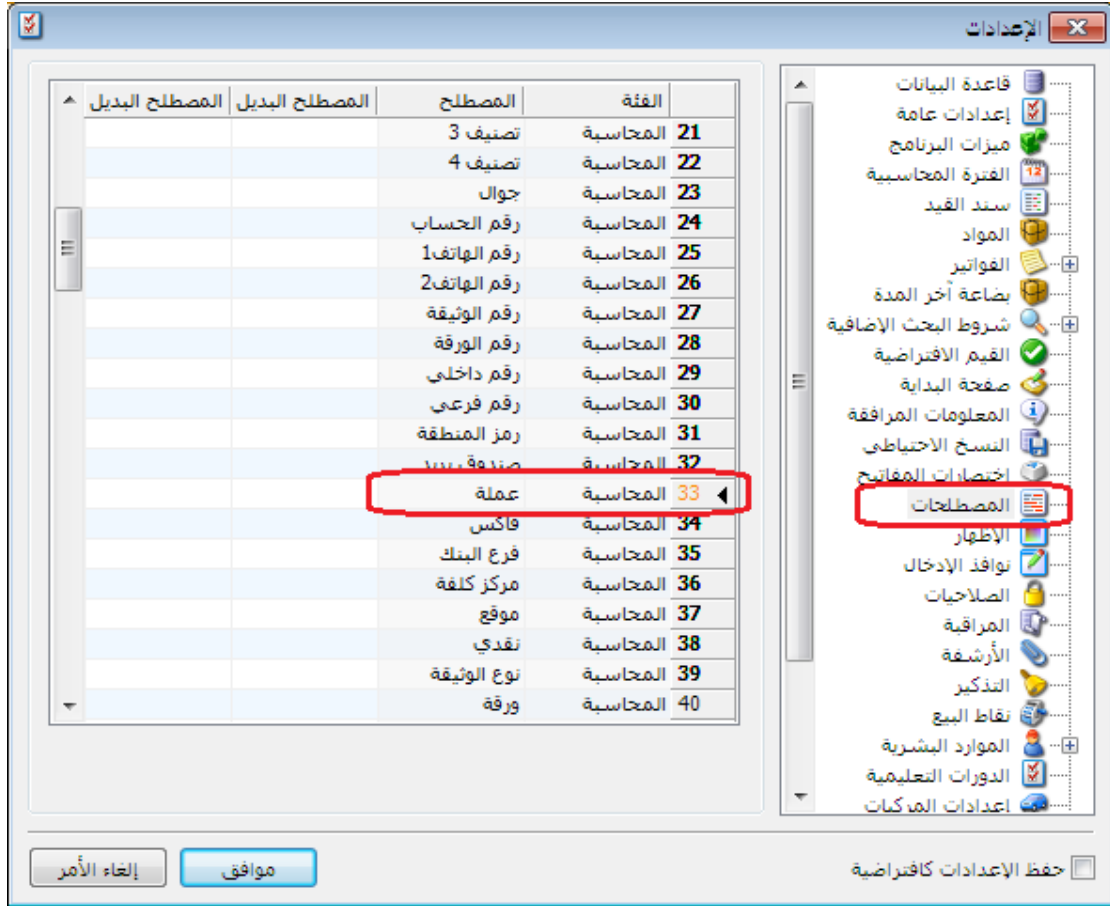 الإعدادات
قاعدة البيانات
إعدادات عامة
ميزات البرنامج
الفترة المحاسبية
12
سند القيد
المواد
الفواتير
بضاعة آخر المدة
شروط البحث الإضافية
القيم الافتراضية
صفحة البداية
المعلومات المرافقة
النسخ الاحتياطي
اختصارات المفاتيح
المصطلحات
الإظهار
نوافذ الإدخال
الصلاحيات
المراقبة
الأرشفة
التذكير
نقاط البيع
الموارد البشرية
الدورات التعليمية
إعدادات المركبات
الفئة المصطلح المصطلح البديل المصطلح البديل
21 المحاسبة تصنيف 3
22 المحاسبة تصنيف 4
23 المحاسبة جوال
24 المحاسبة رقم الحساب
25 المحاسبة رقم الهاتف1
26 المحاسبة رقم الهاتف2
27 المحاسبة رقم الوثيقة
28 المحاسبة رقم الورقة
29 المحاسبة رقم داخلي
30 المحاسبة رقم فرعي
31 المحاسبة رمز المنطقة
32 المحاسبة صندوق بريد
33 المحاسبة عملة
34 المحاسبة فاكس
35 المحاسبة فرع البنك
36 المحاسبة مركز كلفة
37 المحاسبة موقع
38 المحاسبة نقدي
39 المحاسبة نوع الوثيقة
40 المحاسبة ورقة
حفظ الإعدادات كافتراضية
موافق
إلغاء الأمر